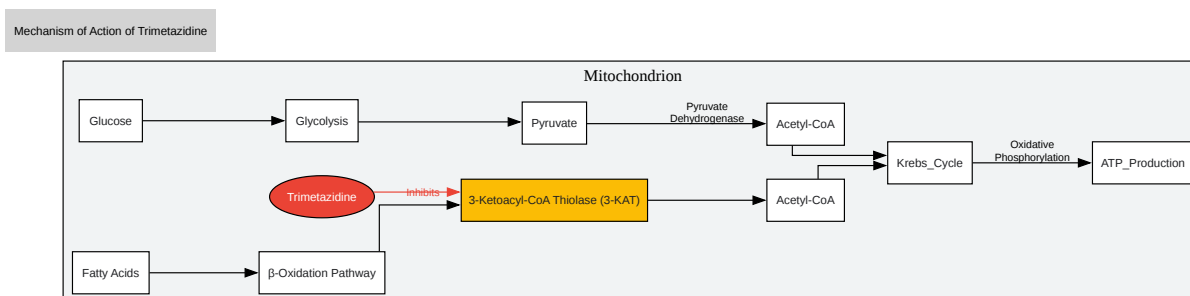 Mechanism of Action of Trimetazidine
Mitochondrion
Glucose
Glycolysis
Pyruvate
Pyruvate
Dehydrogenase
Acetyl-CoA
Krebs_Cycle
Oxidative
Phosphorylation
ATP_Production
Trimetazidine
Inhibits
3-Ketoacyl-CoA Thiolase (3-KAT)
Acetyl-CoA
Fatty Acids
β-Oxidation Pathway